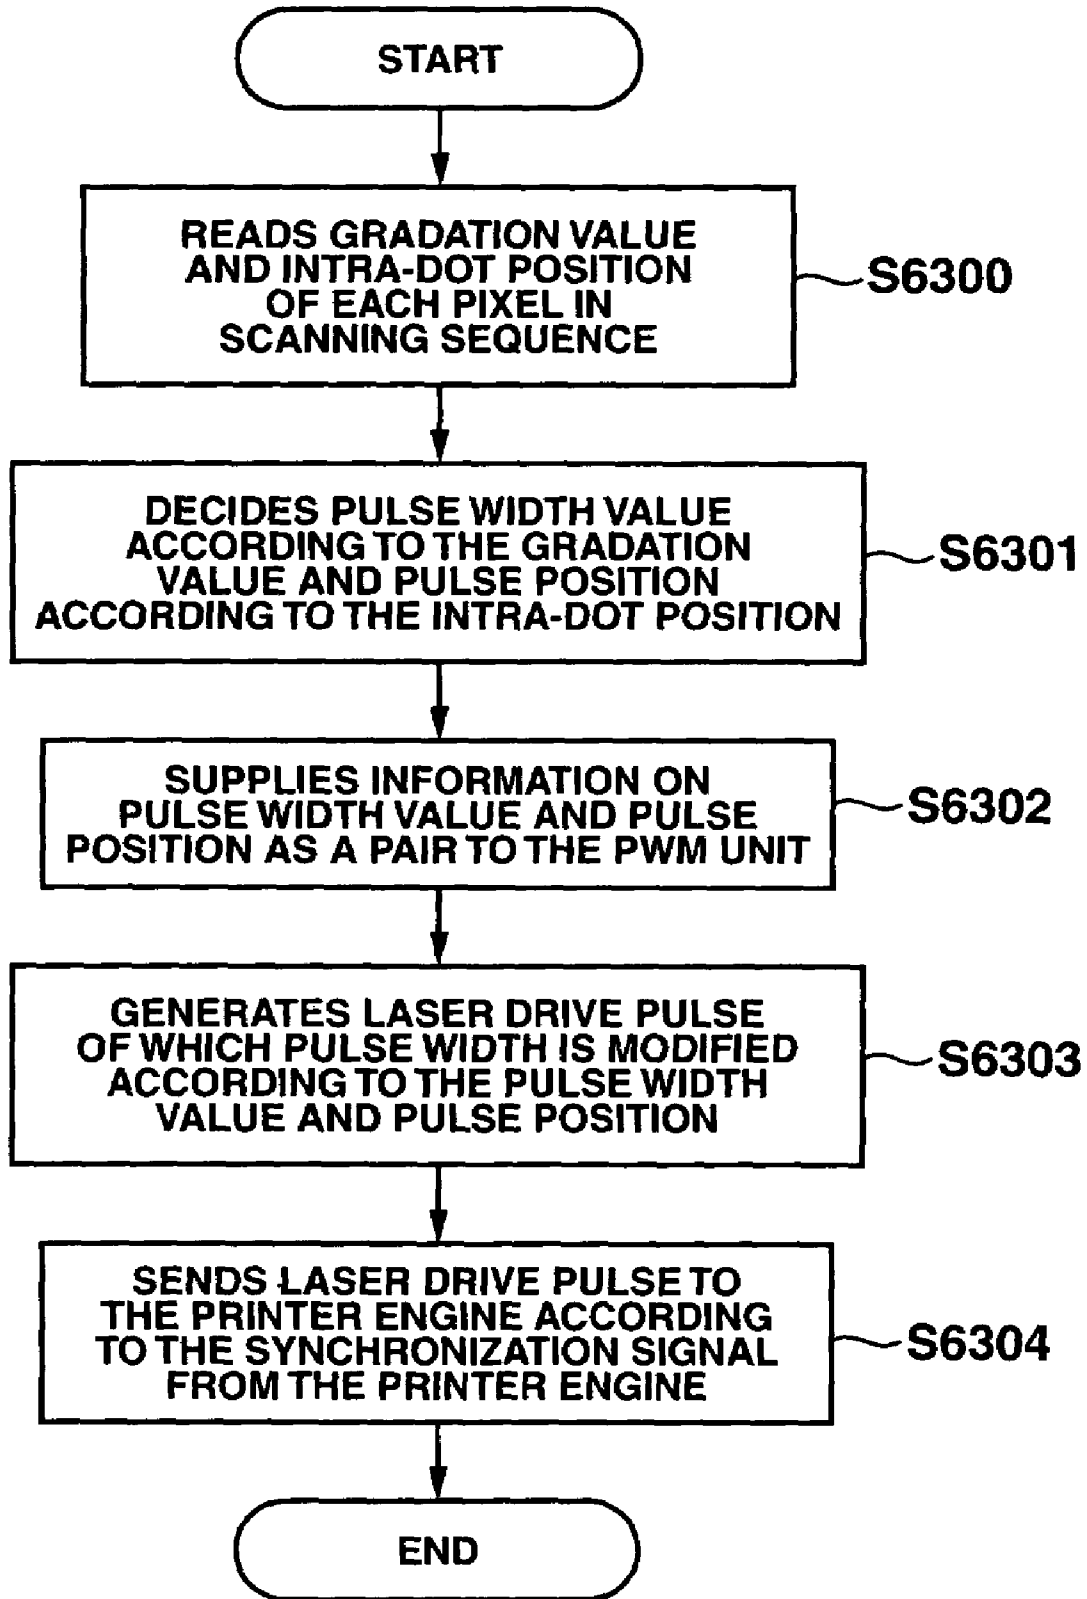 START
READS GRADATION VALUE
AND INTRA-DOT POSITION
OF EACH PIXEL IN
SCANNING SEQUENCE
S6300
DECIDES PULSE WIDTH VALUE
ACCORDING TO THE GRADATION
VALUE AND PULSE POSITION
ACCORDING TO THE INTRA-DOT POSITION
S6301
SUPPLIES INFORMATION ON
PULSE WIDTH VALUE AND PULSE
POSITION AS A PAIR TO THE PWM UNIT
S6302
GENERATES LASER DRIVE PULSE
OF WHICH PULSE WIDTH IS MODIFIED
ACCORDING TO THE PULSE WIDTH
VALUE AND PULSE POSITION
S6303
SENDS LASER DRIVE PULSE TO
THE PRINTER ENGINE ACCORDING
TO THE SYNCHRONIZATION SIGNAL
FROM THE PRINTER ENGINE
S6304
END